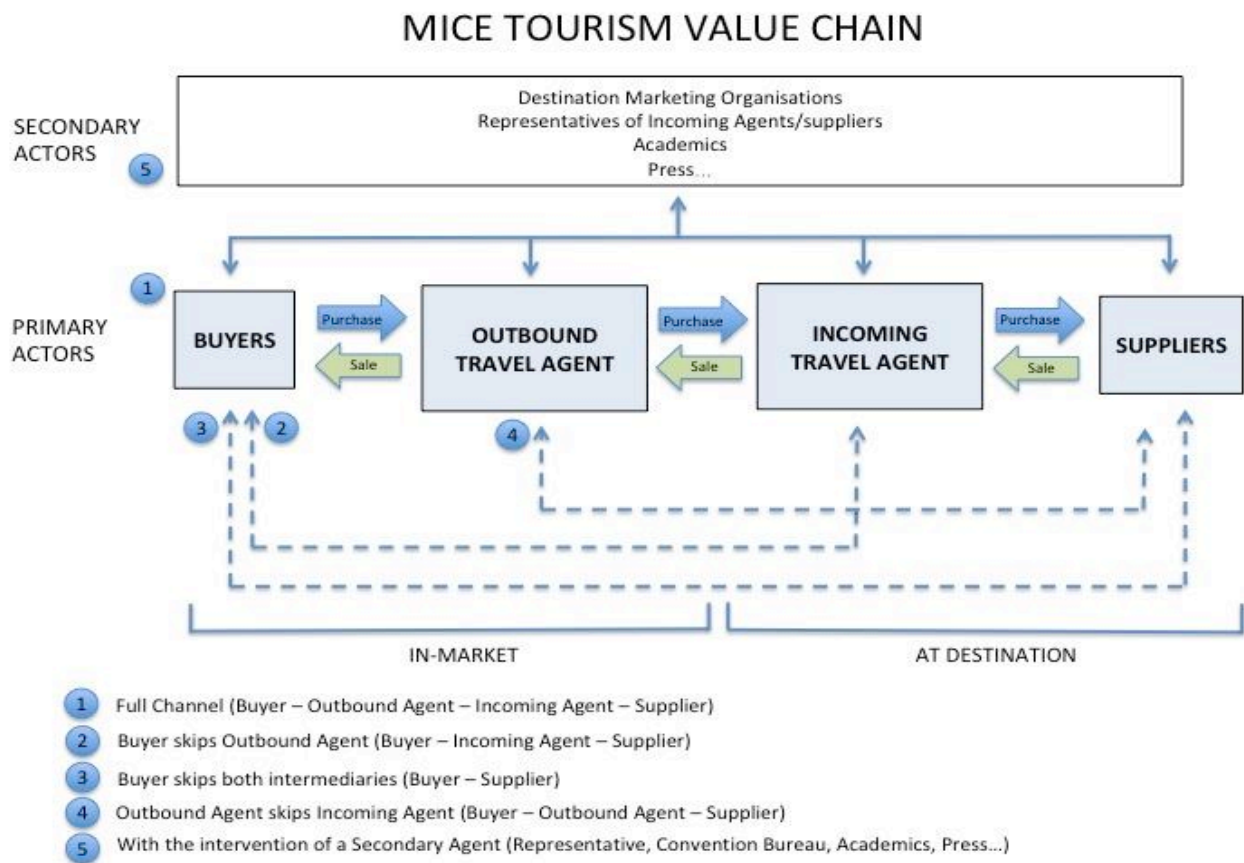 MICE TOURISM VALUE CHAIN
SECONDARY
ACTORS
5
Destination Marketing Organisations
Representatives of Incoming Agents/suppliers
Academics
Press...
1
PRIMARY
ACTORS
BUYERS
Purchase
Sale
OUTBOUND
TRAVEL AGENT
Purchase
Sale
INCOMING
TRAVEL AGENT
Purchase
Sale
SUPPLIERS
3
2
4
IN-MARKET
AT DESTINATION
1 Full Channel (Buyer – Outbound Agent – Incoming Agent – Supplier)
2 Buyer skips Outbound Agent (Buyer – Incoming Agent – Supplier)
3 Buyer skips both intermediaries (Buyer – Supplier)
4 Outbound Agent skips Incoming Agent (Buyer – Outbound Agent – Supplier)
5 With the intervention of a Secondary Agent (Representative, Convention Bureau, Academics, Press...)